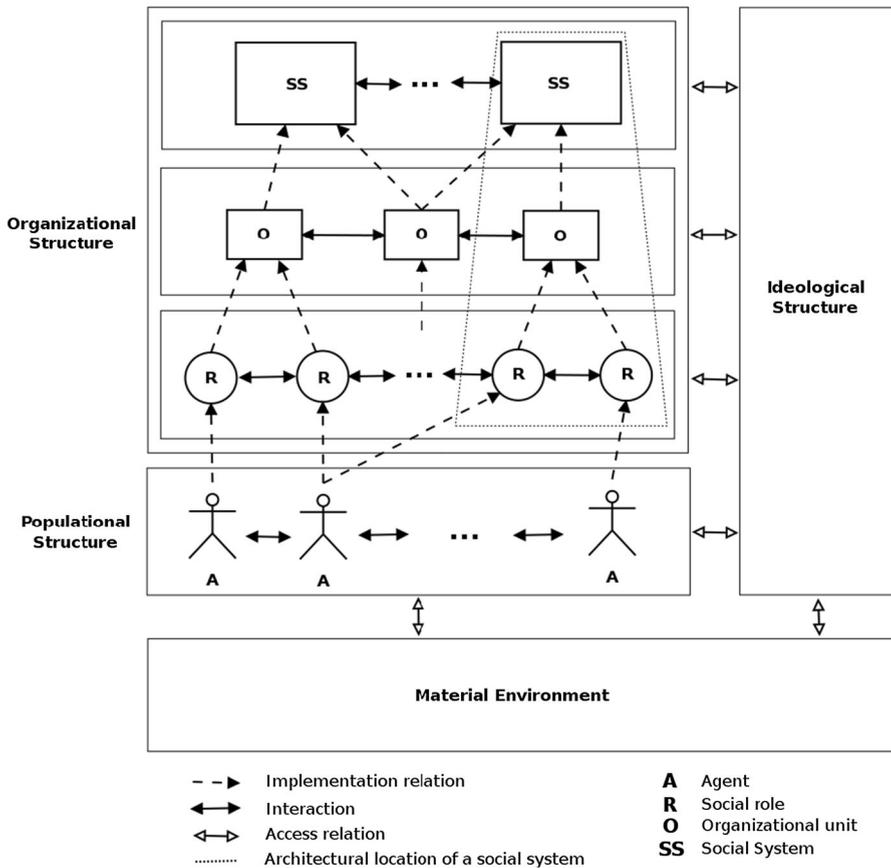 SS ... SS
Organizational
Structure
O O O
Ideological
Structure
R R ... R R
Populational
Structure
...
A A A
Material Environment
Implementation relation
Interaction
Access relation
Architectural location of a social system
A Agent
R Social role
O Organizational unit
SS Social System